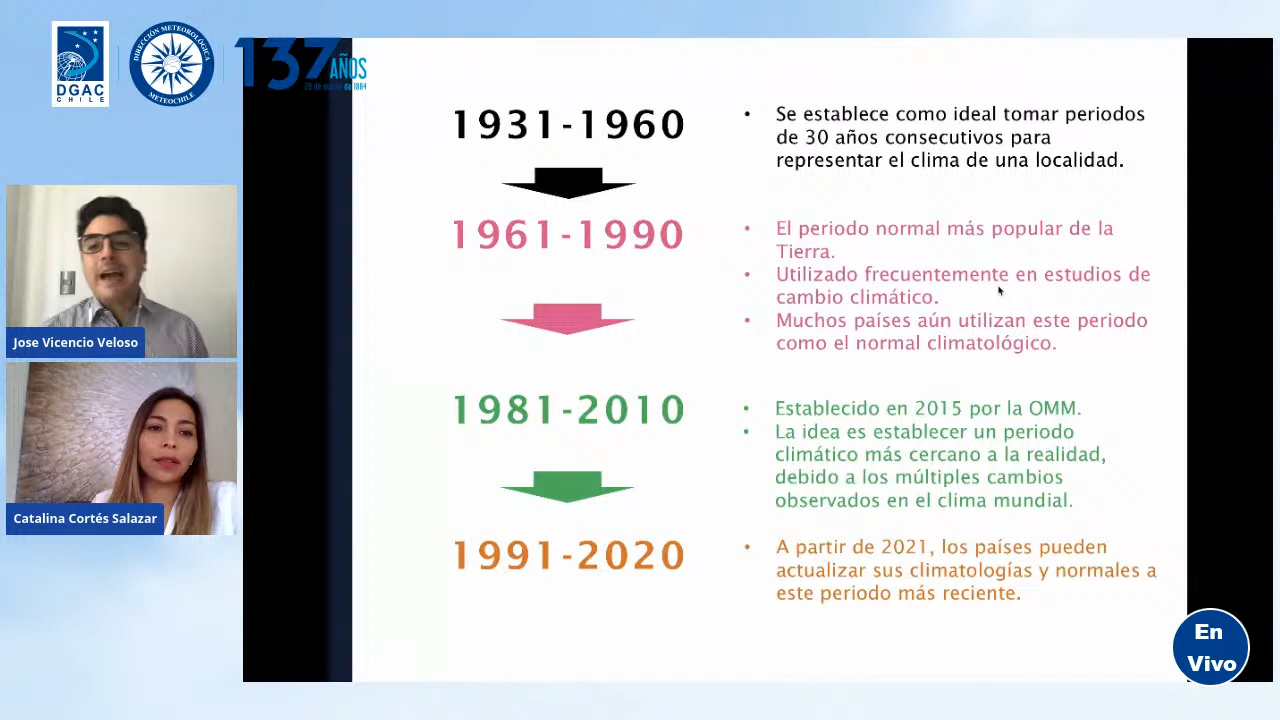 DGAC
CHILE
DIRECCIÓN METEOROLÓGICA
METEOCHILE
137 AÑOS
28 de marzo de 1884
Jose Vicencio Veloso
Catalina Cortés Salazar
1931-1960
• Se establece como ideal tomar periodos
de 30 años consecutivos para
representar el clima de una localidad.
1961-1990
• El periodo normal más popular de la
Tierra.
• Utilizado frecuentemente en estudios de
cambio climático.
• Muchos países aún utilizan este periodo
como el normal climatológico.
1981-2010
• Establecido en 2015 por la OMM.
• La idea es establecer un periodo
climático más cercano a la realidad,
debido a los múltiples cambios
observados en el clima mundial.
1991-2020
• A partir de 2021, los países pueden
actualizar sus climatologías y normales a
este periodo más reciente.
En
Vivo